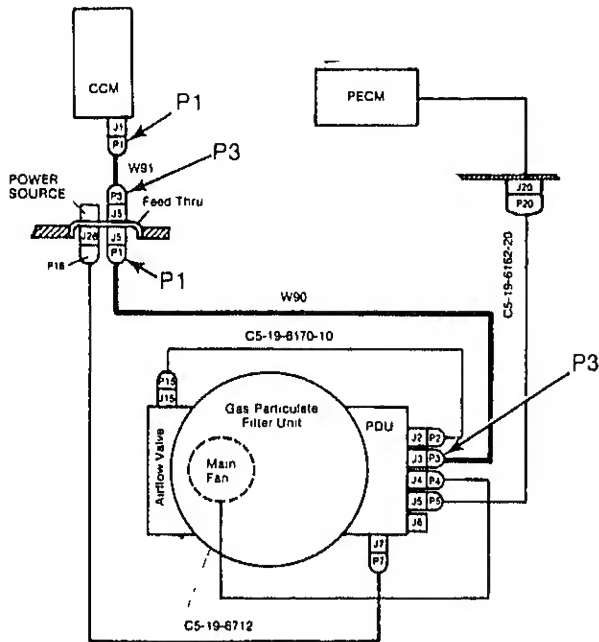 CCM
PECM
J1
P1
P1
W91
P3
P3
POWER
SOURCE
J5
Feed Thru
J28
J5
P18
P1
P1
J20
P20
C5-19-6162-20
W90
C5-19-6170-10
P15
J15
Gas Particulate
Filter Unit
PDU
P3
Main
Fan
Airflow Valve
J2 P2
J3 P3
J4 P4
J5 P5
J6
J7
P7
C5-19-6712